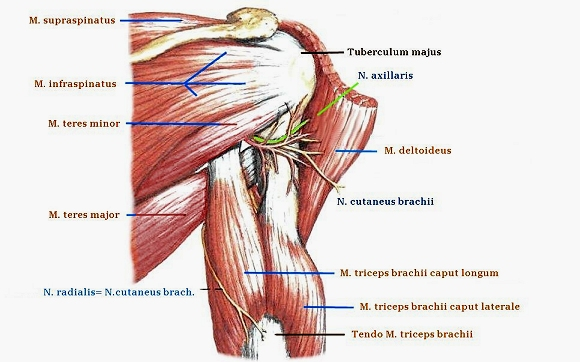 M. supraspinatus
Tuberculum majus
N. axillaris
M. infraspinatus
M. teres minor
M. deltoideus
N. cutaneus brachii
M. teres major
M. triceps brachii caput longum
N. radialis= N.cutaneus brach.
M. triceps brachii caput laterale
Tendo M. triceps brachii